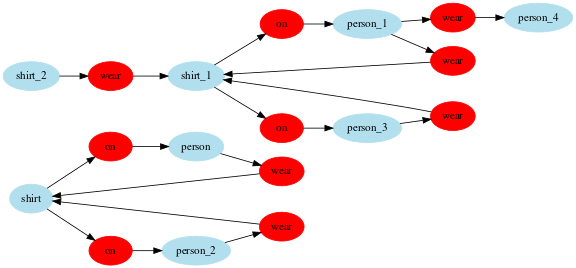 on
person_1
wear
person_4
shirt_2
wear
shirt_1
wear
on
person_3
wear
on
person
wear
shirt
on
person_2
wear